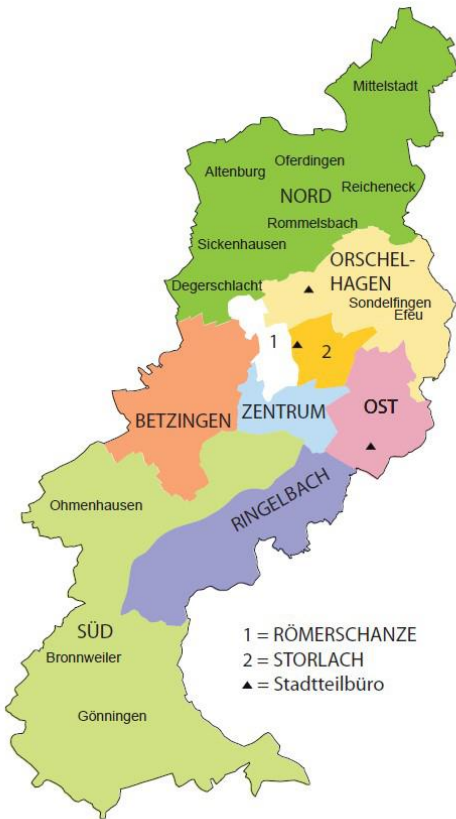 Mittelstadt
Oferdingen
Altenburg
NORD
Reicheneck
Rommelsbach
Sickenhausen
ORSCHEL-
HAGEN
Degerschlacht
Sondelfingen
Efeu
1
2
BETZINGEN
ZENTRUM
OST
RINGELBACH
Ohmenhausen
SÜD
Bronnweiler
Gönningen
1 = RÖMERSCHANZE
2 = STORLACH
▲ = Stadtteilbüro